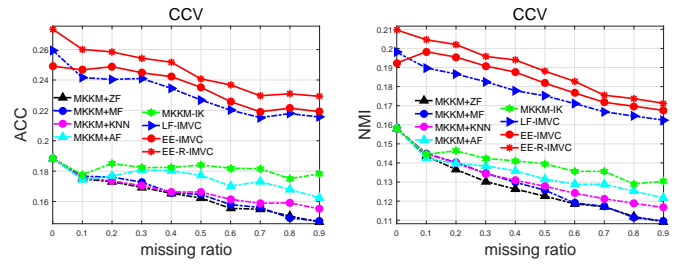 CCV
ACC
0.26
0.24
0.22
0.2
0.18
0.16
MKKM+ZF
MKKM+MF
MKKM+KNN
MKKM+AF
MKKM-IK
LF-IMVC
EE-IMVC
EE-R-IMVC
0 0.1 0.2 0.3 0.4 0.5 0.6 0.7 0.8 0.9
missing ratio
CCV
NMI
0.21
0.2
0.19
0.18
0.17
0.16
0.15
0.14
0.13
0.12
0.11
MKKM+ZF
MKKM+MF
MKKM+KNN
MKKM+AF
MKKM-IK
LF-IMVC
EE-IMVC
EE-R-IMVC
0 0.1 0.2 0.3 0.4 0.5 0.6 0.7 0.8 0.9
missing ratio